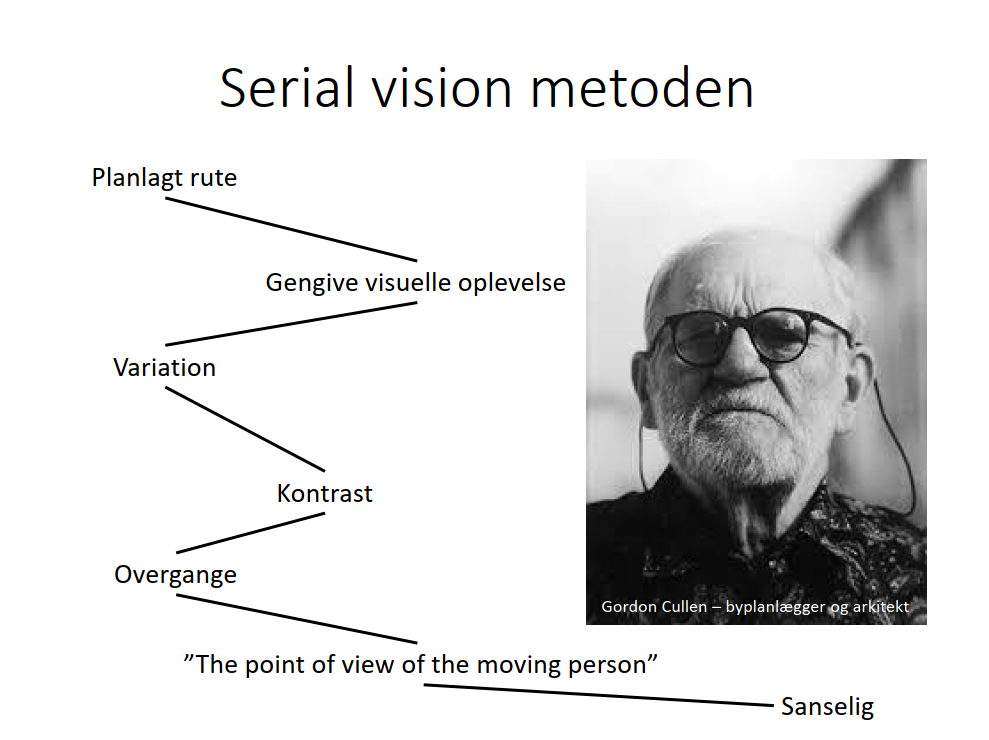 Serial vision metoden
Planlagt rute
Gengive visuelle oplevelse
Variation
Kontrast
Overgange
Gordon Cullen – byplanlægger og arkitekt
”The point of view of the moving person”
Sanselig